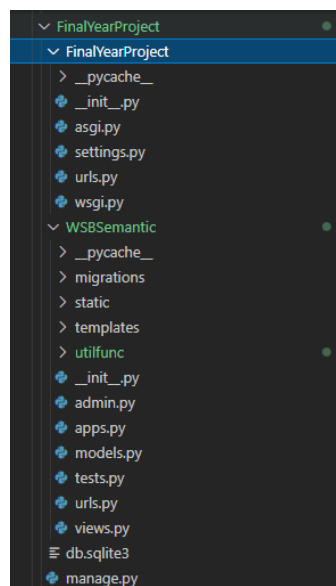 FinalYearProject
FinalYearProject
__pycache__
__init__.py
asgi.py
settings.py
urls.py
wsgi.py
WSBSemantic
__pycache__
migrations
static
templates
utilfunc
__init__.py
admin.py
apps.py
models.py
tests.py
urls.py
views.py
db.sqlite3
manage.py